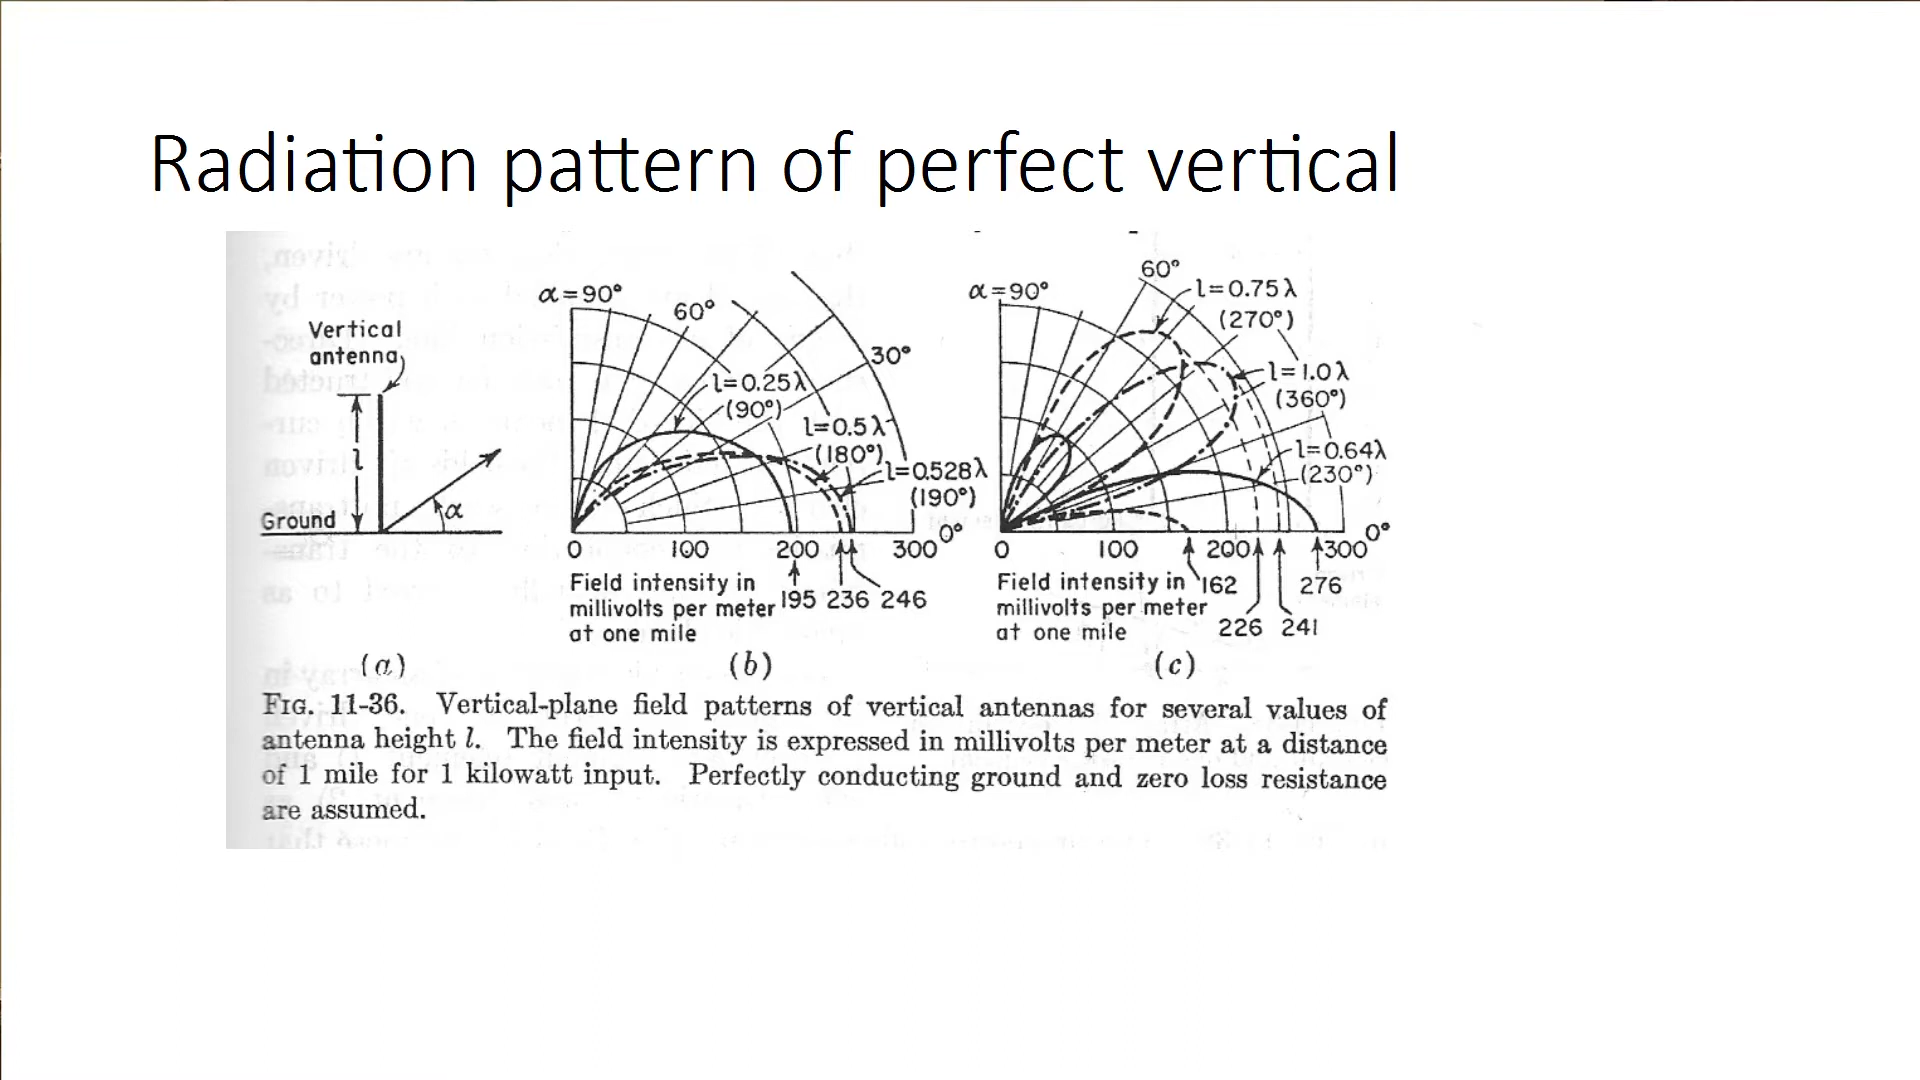 Radiation pattern of perfect vertical
Vertical
antenna
l
Ground
α
(a)
α=90°
60°
30°
l=0.25λ
(90°)
l=0.5λ
(180°)
l=0.528λ
(190°)
0°
0 100 200 300
Field intensity in
millivolts per meter
at one mile
195 236 246
(b)
α=90°
60°
l=0.75λ
(270°)
l=1.0λ
(360°)
l=0.64λ
(230°)
0°
0 100 200 300
Field intensity in
millivolts per meter
at one mile
162 276
226 241
(c)
FIG. 11-36. Vertical-plane field patterns of vertical antennas for several values of
antenna height l. The field intensity is expressed in millivolts per meter at a distance
of 1 mile for 1 kilowatt input. Perfectly conducting ground and zero loss resistance
are assumed.